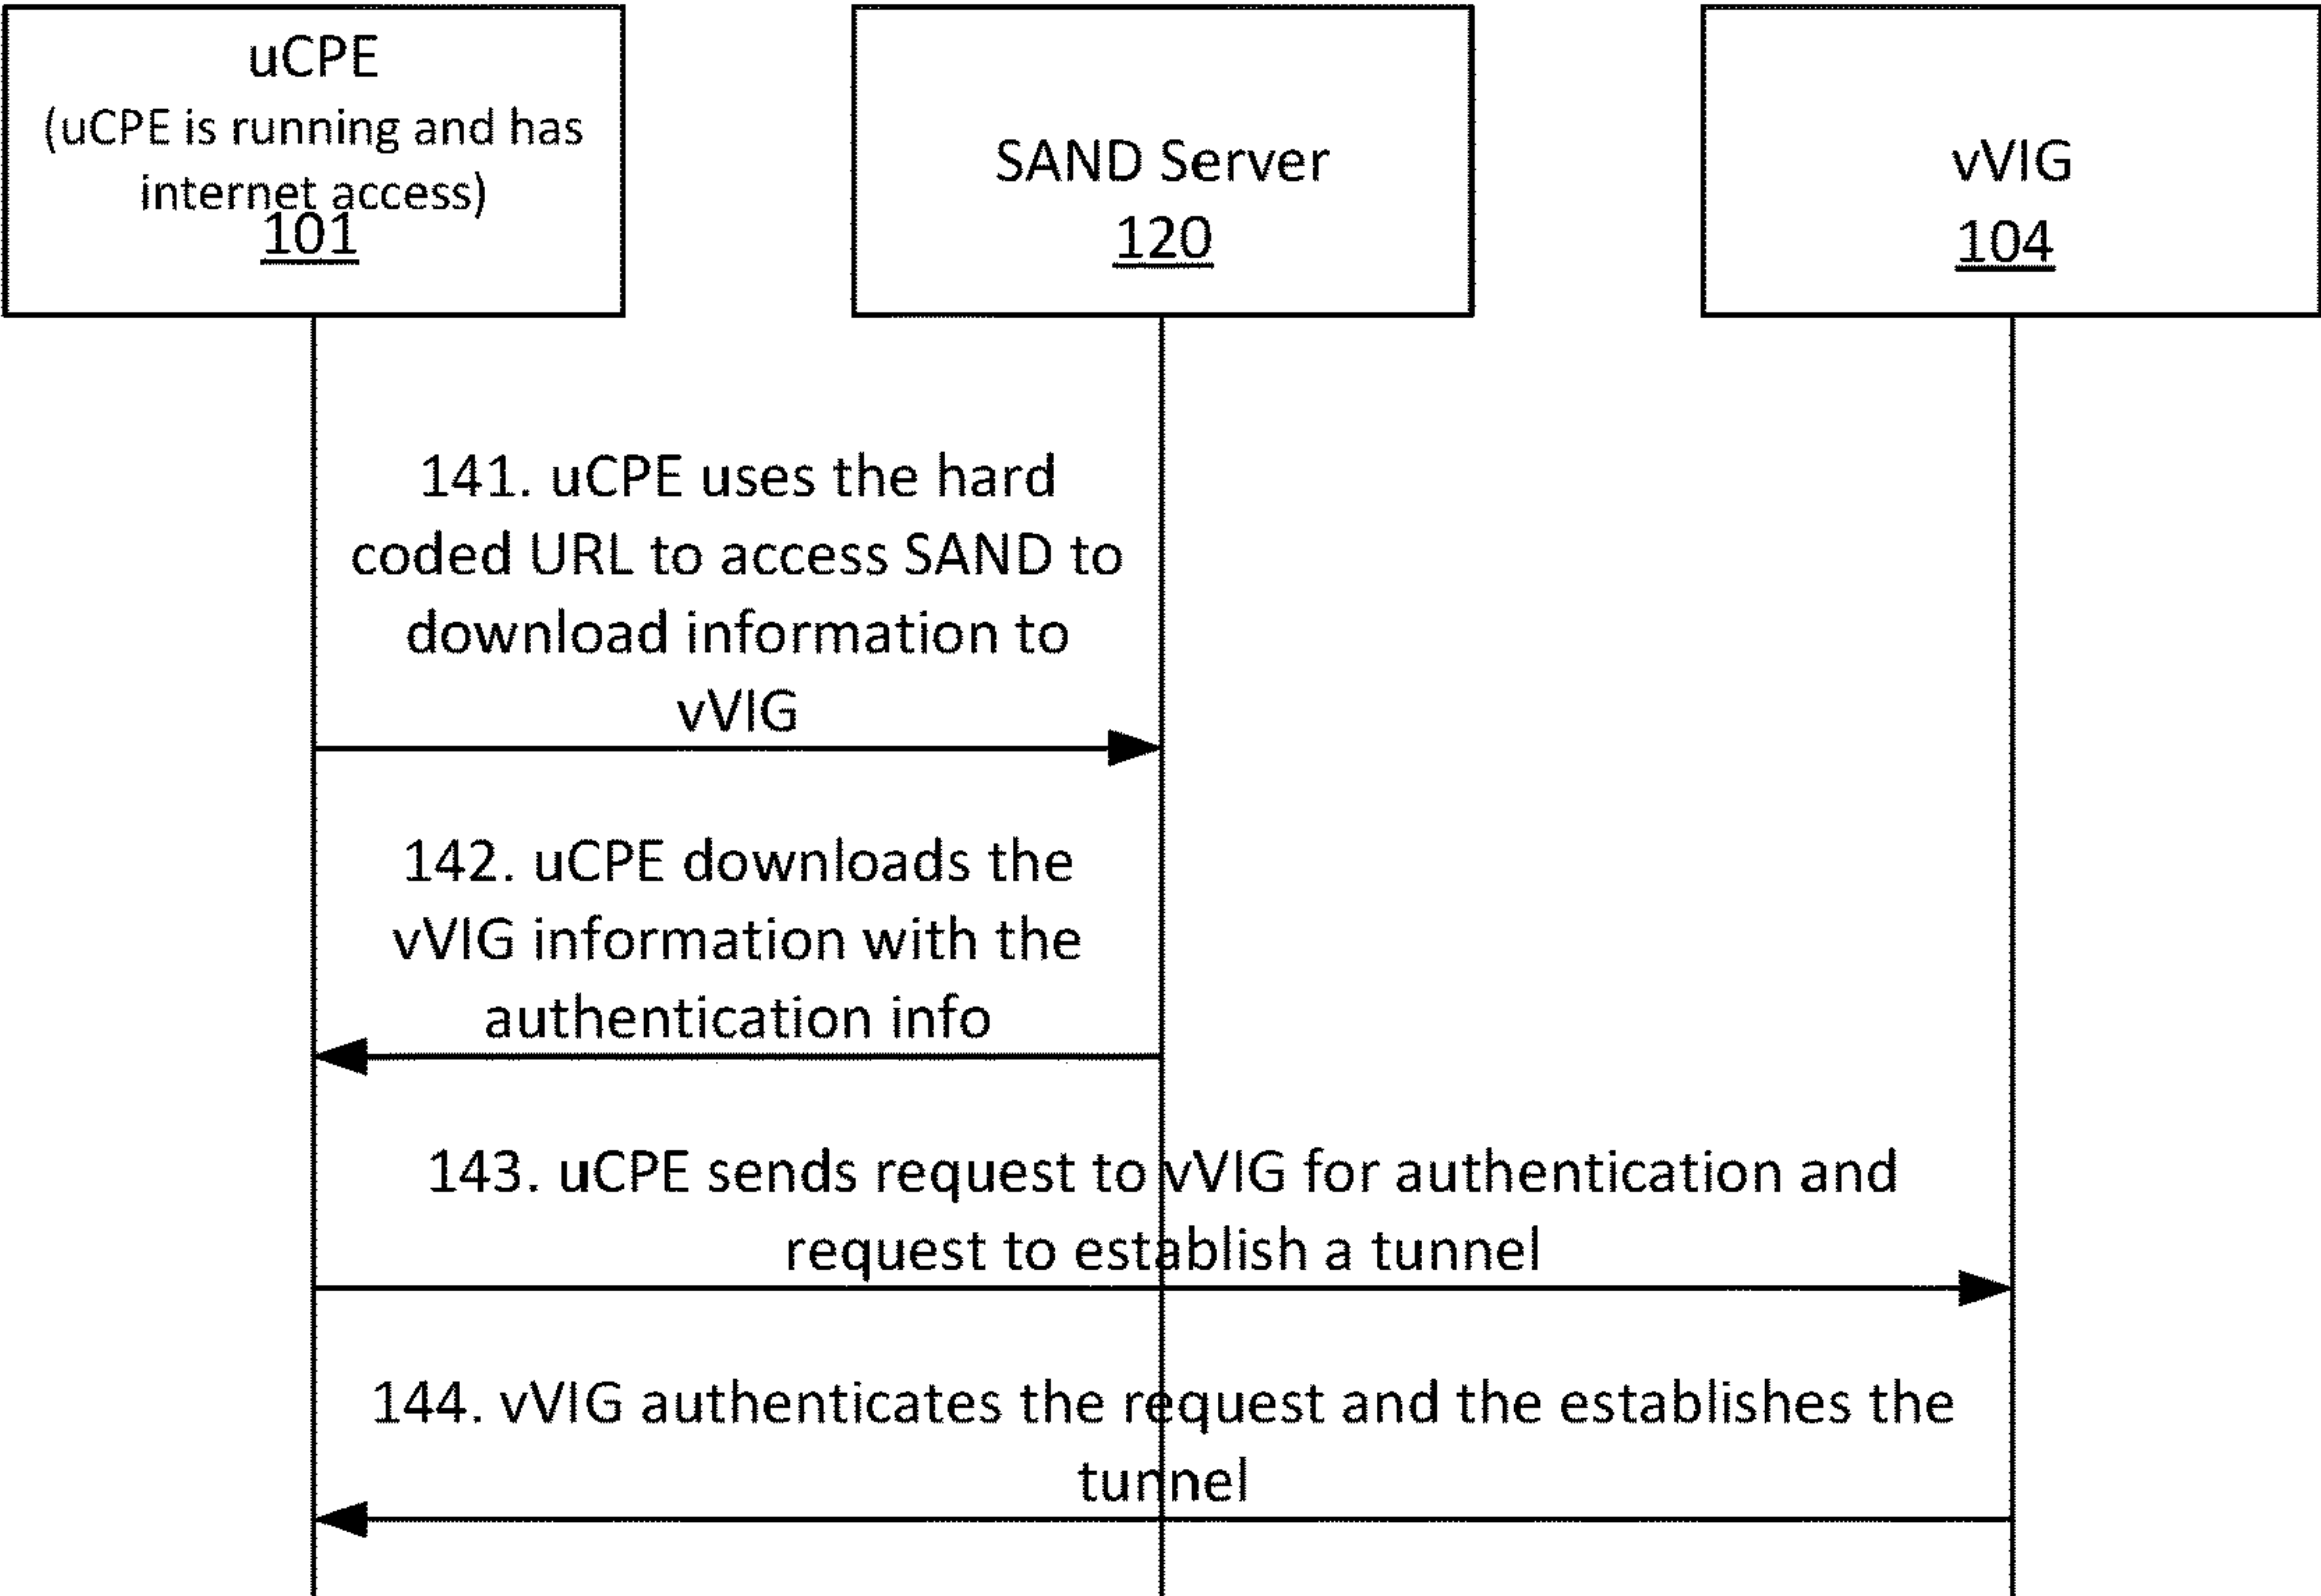 uCPE
(uCPE is running and has
internet access)
101
SAND Server
120
vVIG
104
141. uCPE uses the hard
coded URL to access SAND to
download information to
vVIG
142. uCPE downloads the
vVIG information with the
authentication info
143. uCPE sends request to vVIG for authentication and
request to establish a tunnel
144. vVIG authenticates the request and the establishes the
tunnel